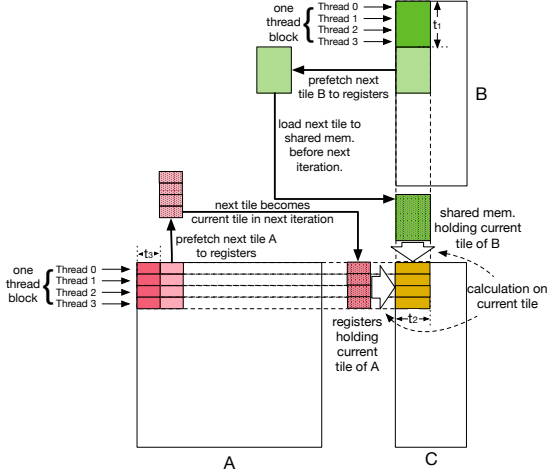 one
thread
block
Thread 0
Thread 1
Thread 2
Thread 3
t1
prefetch next
tile B to registers
B
load next tile to
shared mem.
before next
iteration.
next tile becomes
current tile in next iteration
shared mem.
holding current
tile of B
prefetch next tile A
to registers
t3
one
thread
block
Thread 0
Thread 1
Thread 2
Thread 3
calculation on
current tile
t2
registers
holding
current
tile of A
A
C